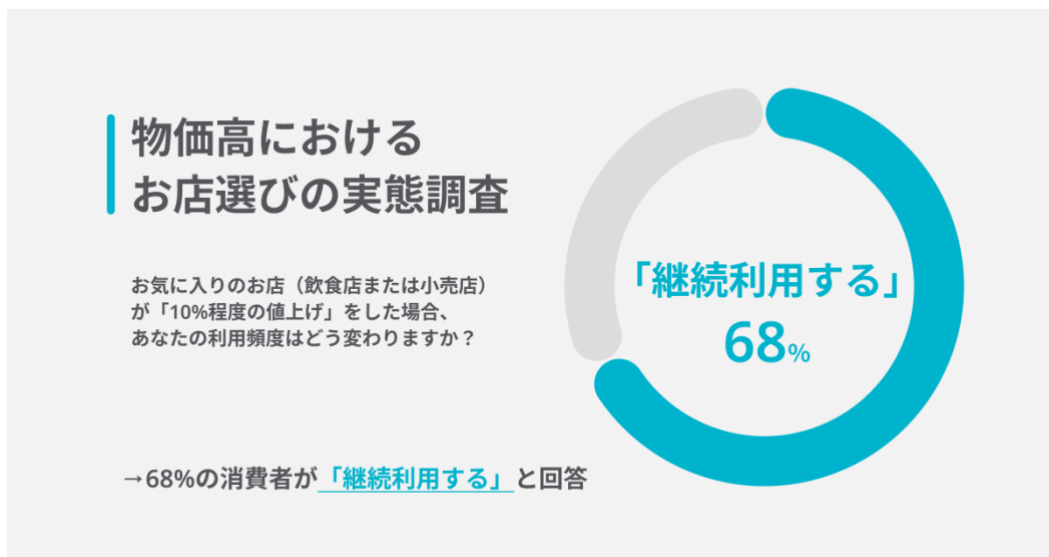 物価高における
お店選びの実態調査
お気に入りのお店（飲食店または小売店）
が「10%程度の値上げ」をした場合、
あなたの利用頻度はどう変わりますか？
「継続利用する」
68%
→68%の消費者が「継続利用する」と回答